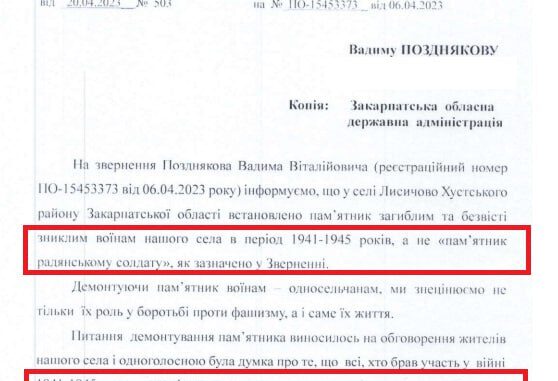 від 20.04.2023 № 503 на № ПО-15453373 від 06.04.2023
Вадиму ПОЗДНЯКОВУ
Копія: Закарпатська обласна
державна адміністрація
На звернення Позднякова Вадима Віталійовича (реєстраційний номер
ПО-15453373 від 06.04.2023 року) інформуємо, що у селі Лисичово Хустського
району Закарпатської області встановлено пам'ятник загиблим та безвісті
зниклим воїнам нашого села в період 1941-1945 років, а не «пам'ятник
радянському солдату», як зазначено у Зверненні.
Демонтуючи пам'ятник воїнам – односельчанам, ми знецінюємо не
тільки їх роль у боротьбі проти фашизму, а і саме їх життя.
Питання демонтування пам'ятника виносилось на обговорення жителів
нашого села і одноголосною була думка про те, що всі, хто брав участь у війні